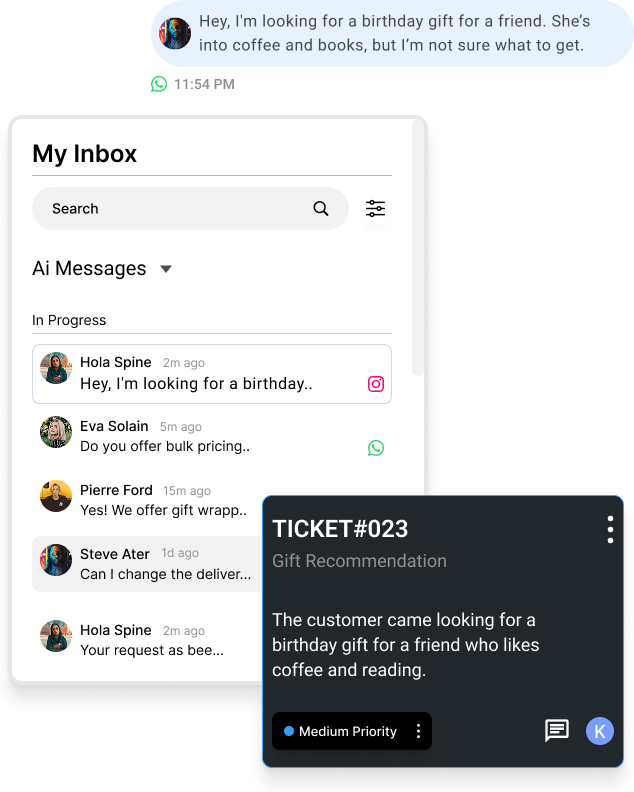 Hey, I'm looking for a birthday gift for a friend. She’s
into coffee and books, but I’m not sure what to get.
11:54 PM
My Inbox
Search
Ai Messages
In Progress
Hola Spine 2m ago
Hey, I'm looking for a birthday..
Eva Solain 5m ago
Do you offer bulk pricing..
Pierre Ford 15m ago
Yes! We offer gift wrapp..
Steve Ater 1d ago
Can I change the deliver...
Hola Spine 2m ago
Your request as bee...
TICKET#023
Gift Recommendation
The customer came looking for a
birthday gift for a friend who likes
coffee and reading.
Medium Priority
K